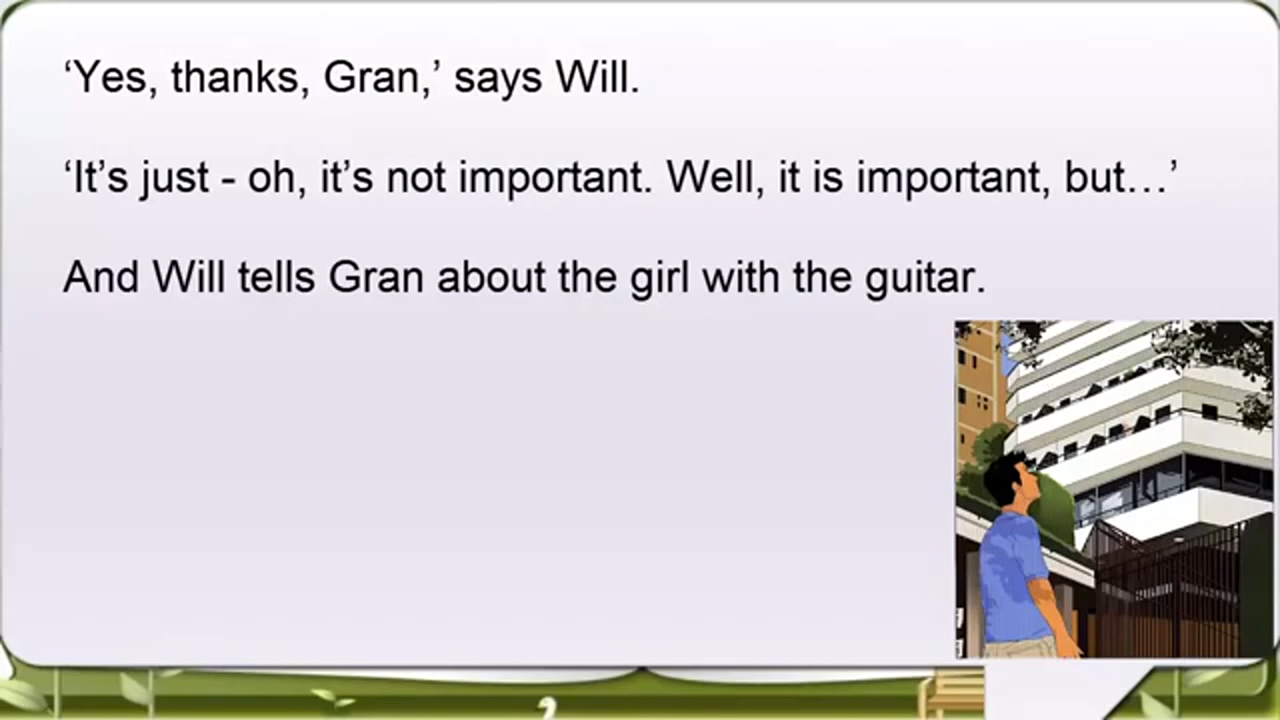 ‘Yes, thanks, Gran,’ says Will.
‘It’s just - oh, it’s not important. Well, it is important, but…’
And Will tells Gran about the girl with the guitar.